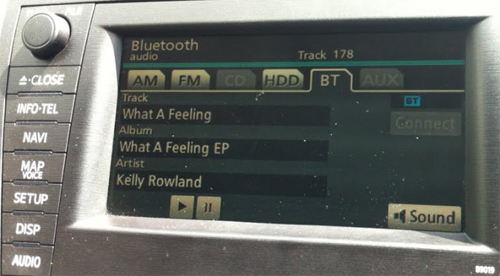 Bluetooth
audio
Track 178
AM FM CD HDD BT AUX
Track
BT
What A Feeling
Connect
Album
What A Feeling EP
Artist
Kelly Rowland
Sound
CLOSE
INFO·TEL
NAVI
MAP
VOICE
SETUP
DISP
AUDIO
B9019